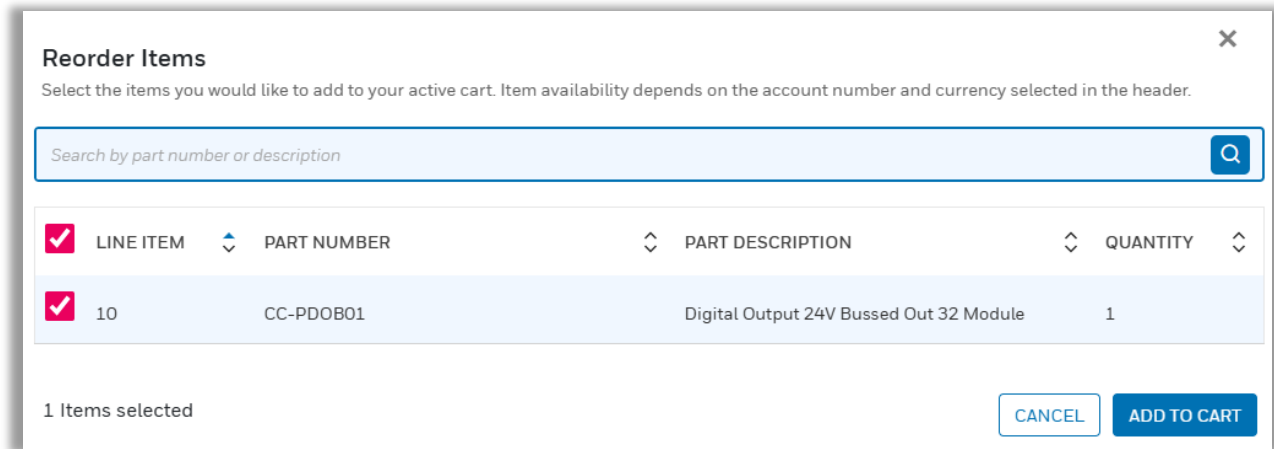 Reorder Items
Select the items you would like to add to your active cart. Item availability depends on the account number and currency selected in the header.
Search by part number or description
LINE ITEM PART NUMBER PART DESCRIPTION QUANTITY
10 CC-PDOB01 Digital Output 24V Bussed Out 32 Module 1
1 Items selected CANCEL ADD TO CART